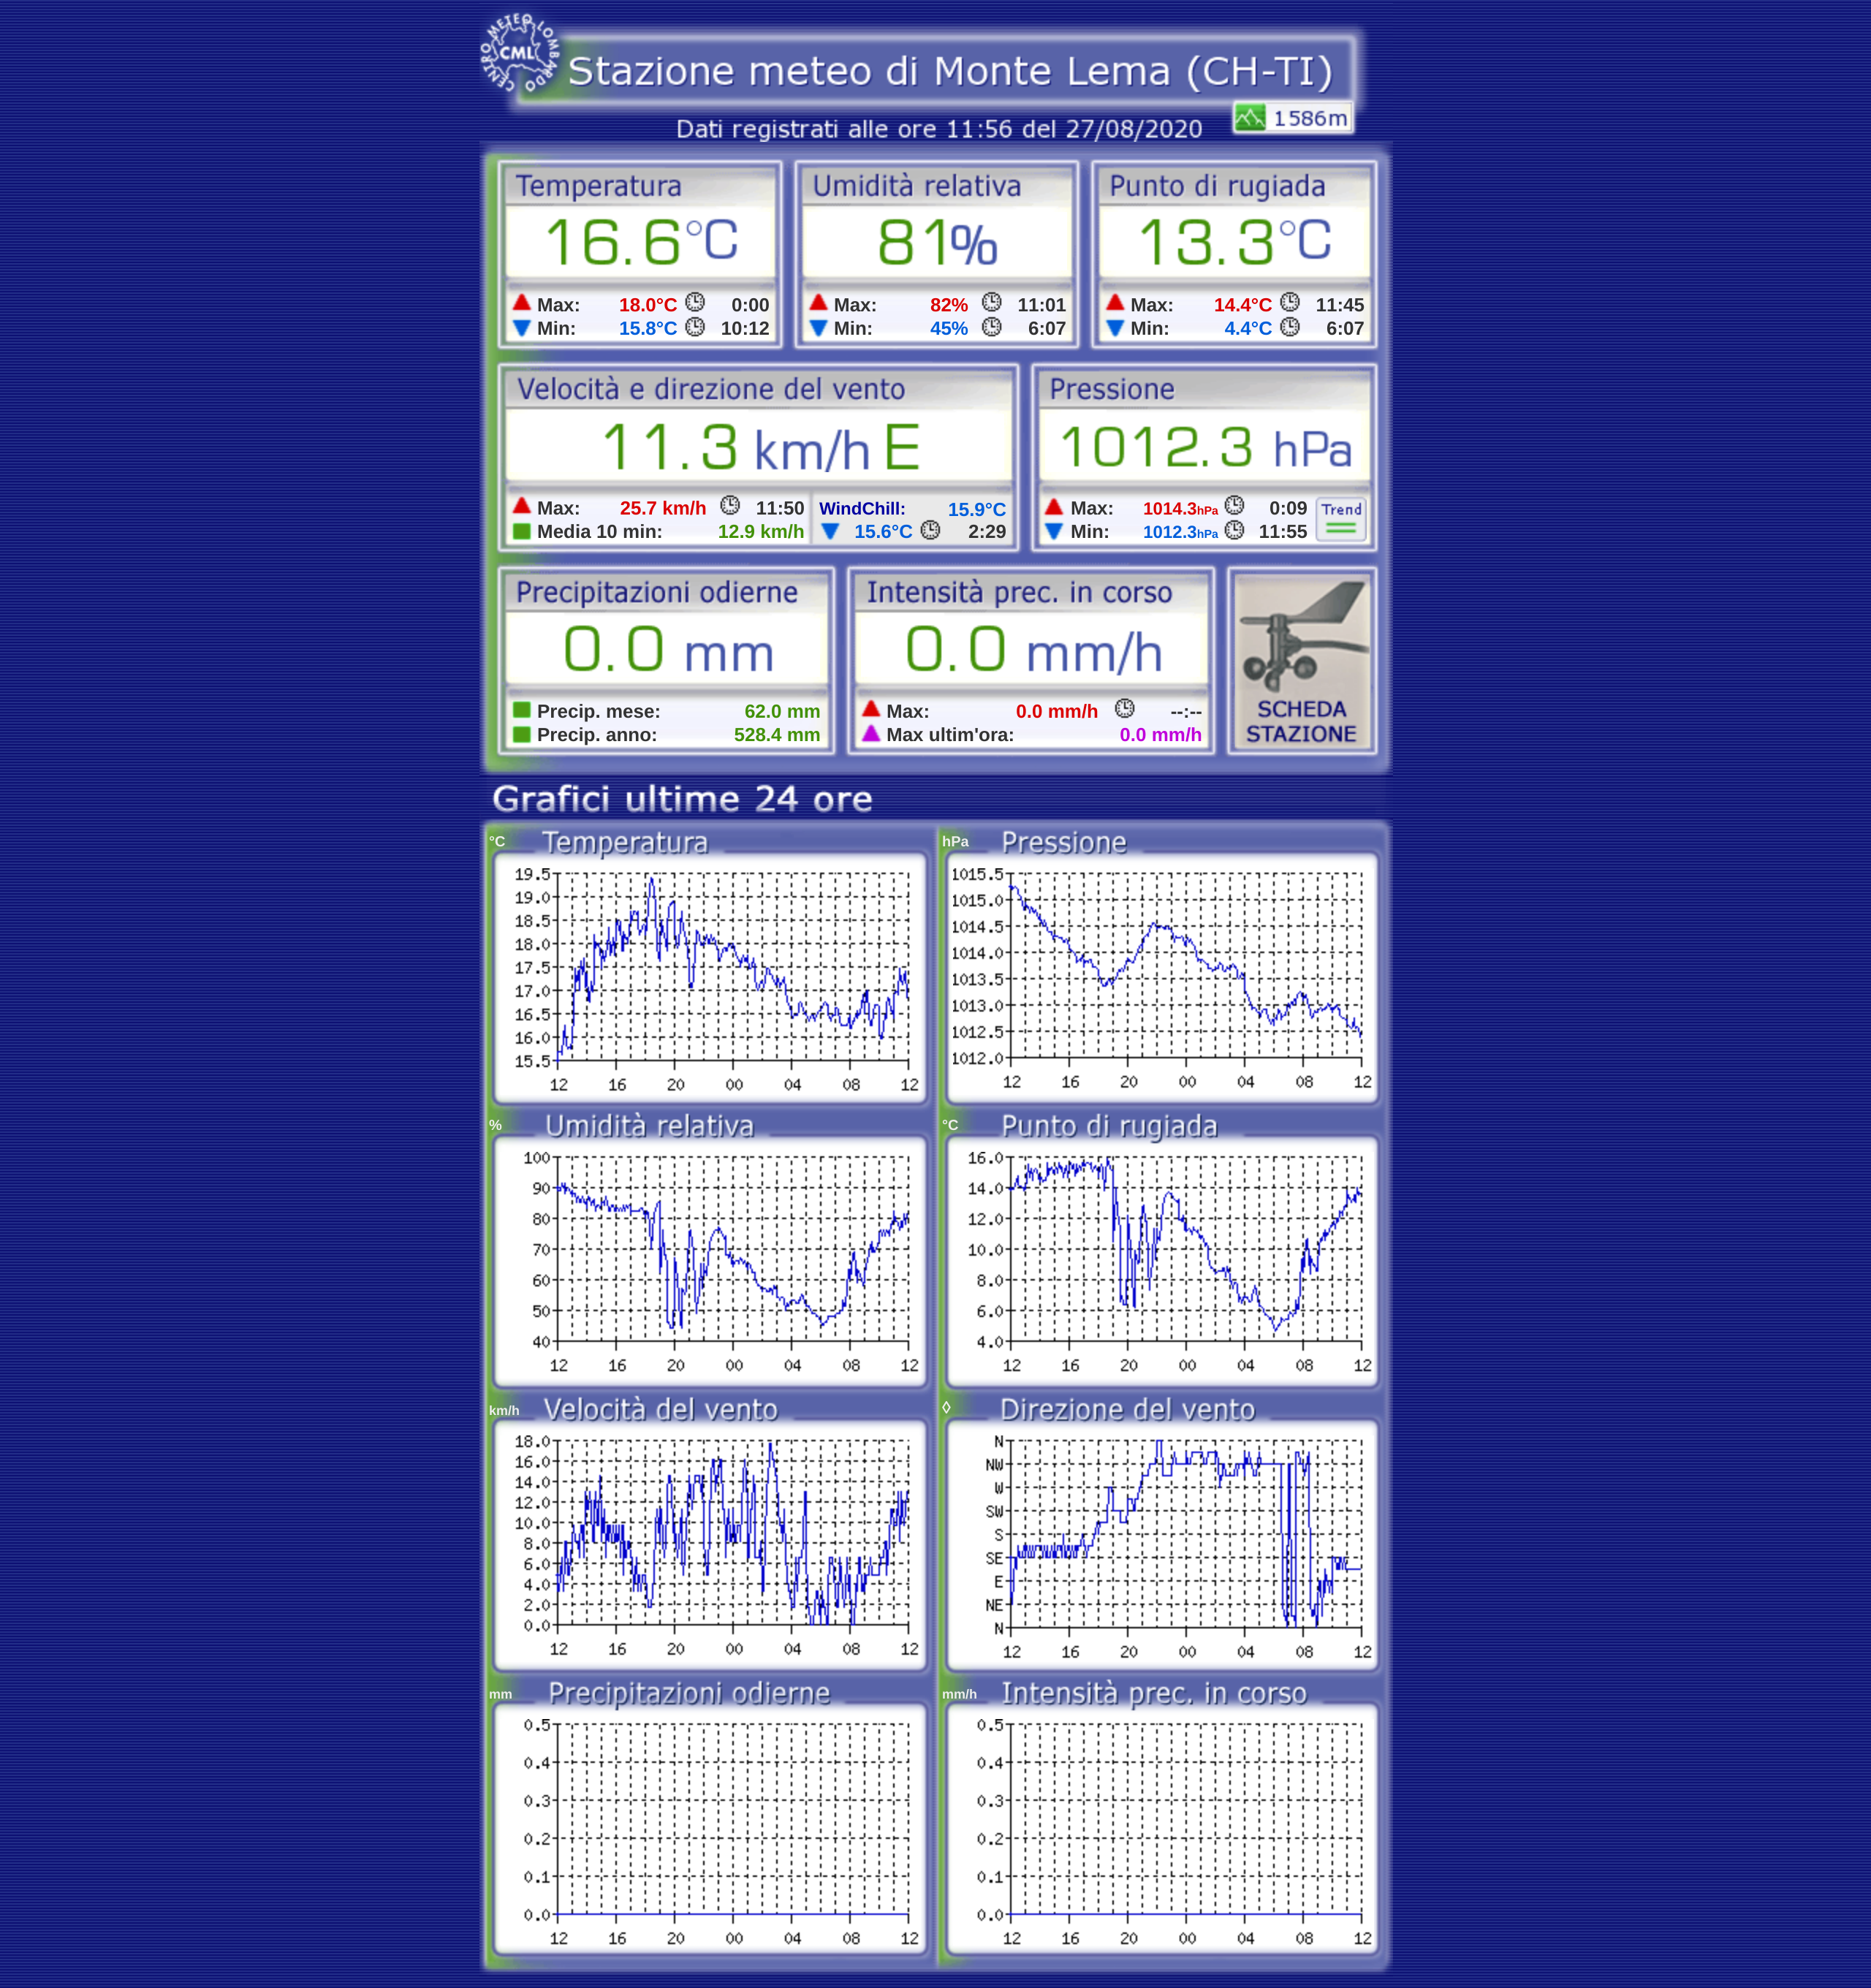 CENTRO METEO LOMBARDO
CML
Stazione meteo di Monte Lema (CH-TI)
1586m
Dati registrati alle ore 11:56 del 27/08/2020
Temperatura Umidità relativa Punto di rugiada
16.6°C 81% 13.3°C
Max: 18.0°C 0:00 Max: 82% 11:01 Max: 14.4°C 11:45
Min: 15.8°C 10:12 Min: 45% 6:07 Min: 4.4°C 6:07
Velocità e direzione del vento Pressione
11.3 km/h E 1012.3 hPa
Max: 25.7 km/h 11:50 WindChill: 15.9°C Max: 1014.3hPa 0:09 Trend
Media 10 min: 12.9 km/h 15.6°C 2:29 Min: 1012.3hPa 11:55
Precipitazioni odierne Intensità prec. in corso
0.0 mm 0.0 mm/h
Precip. mese: 62.0 mm Max: 0.0 mm/h --:-- SCHEDA
Precip. anno: 528.4 mm Max ultim'ora: 0.0 mm/h STAZIONE
Grafici ultime 24 ore
°C Temperatura
19.5
19.0
18.5
18.0
17.5
17.0
16.5
16.0
15.5
12 16 20 00 04 08 12
hPa Pressione
1015.5
1015.0
1014.5
1014.0
1013.5
1013.0
1012.5
1012.0
12 16 20 00 04 08 12
% Umidità relativa
100
90
80
70
60
50
40
12 16 20 00 04 08 12
°C Punto di rugiada
16.0
14.0
12.0
10.0
8.0
6.0
4.0
12 16 20 00 04 08 12
km/h Velocità del vento
18.0
16.0
14.0
12.0
10.0
8.0
6.0
4.0
2.0
0.0
12 16 20 00 04 08 12
◊ Direzione del vento
N
NW
W
SW
S
SE
E
NE
N
12 16 20 00 04 08 12
mm Precipitazioni odierne
0.5
0.4
0.3
0.2
0.1
0.0
12 16 20 00 04 08 12
mm/h Intensità prec. in corso
0.5
0.4
0.3
0.2
0.1
0.0
12 16 20 00 04 08 12